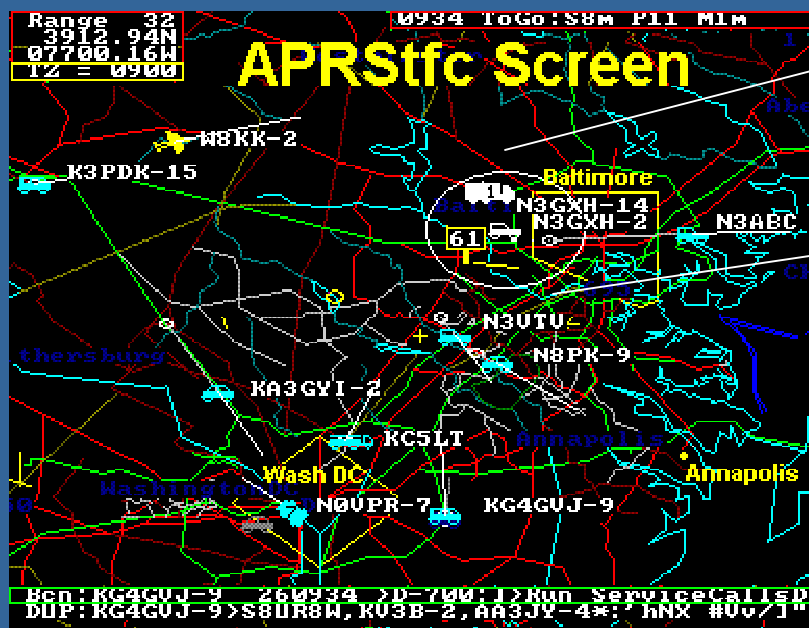 Range 32
3912.94N
07700.16W
TZ = 0900
0934 ToGo:S8m P11 M1m
APRStfc Screen
W8KK-2
K3PDK-15
Baltimore
N3GXH-14
N3GXH-2
N3ABC
61
N3VTV
thersburg
N8PK-9
KA3GYI-2
KC5LT
Annapolis
Wash DC
Annapolis
Washington DC
N0VPR-7
KG4GVJ-9
Bcn:KG4GVJ-9 260934 >D-700:1>Run ServiceCallsD
DUP:KG4GVJ-9>S8UR8W,KV3B-2,AA3JY-4*:'hNX #Vv/]"